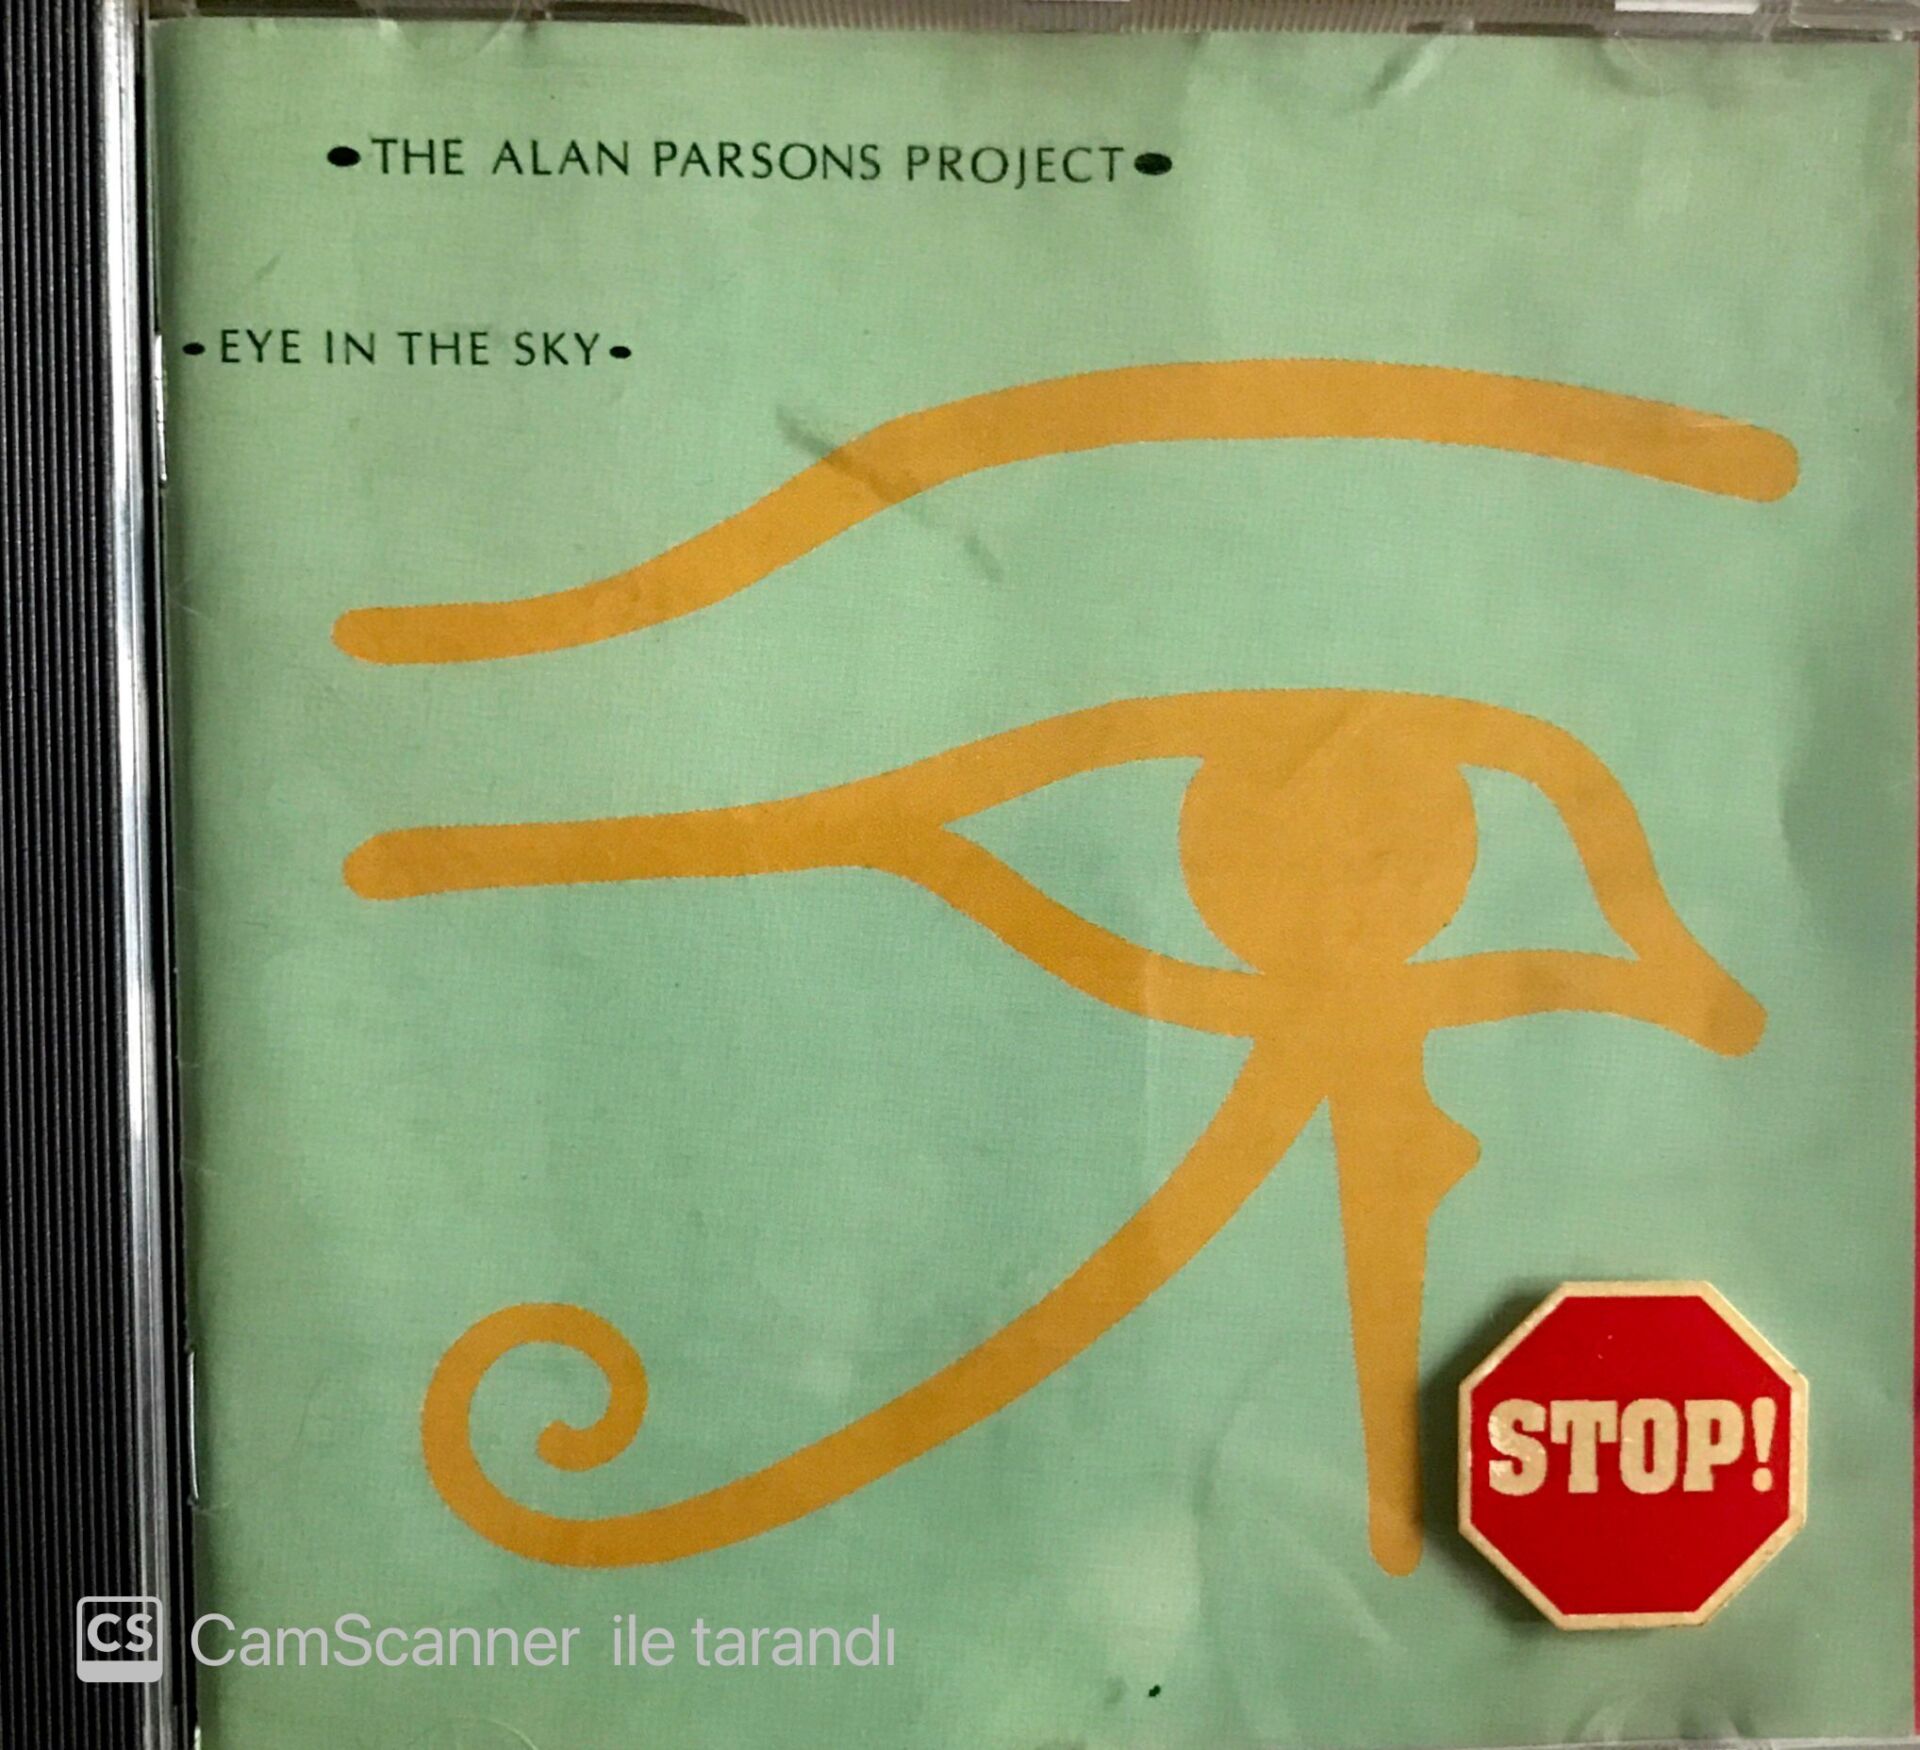 •THE ALAN PARSONS PROJECT•
•EYE IN THE SKY•
STOP!
CS CamScanner ile tarandı